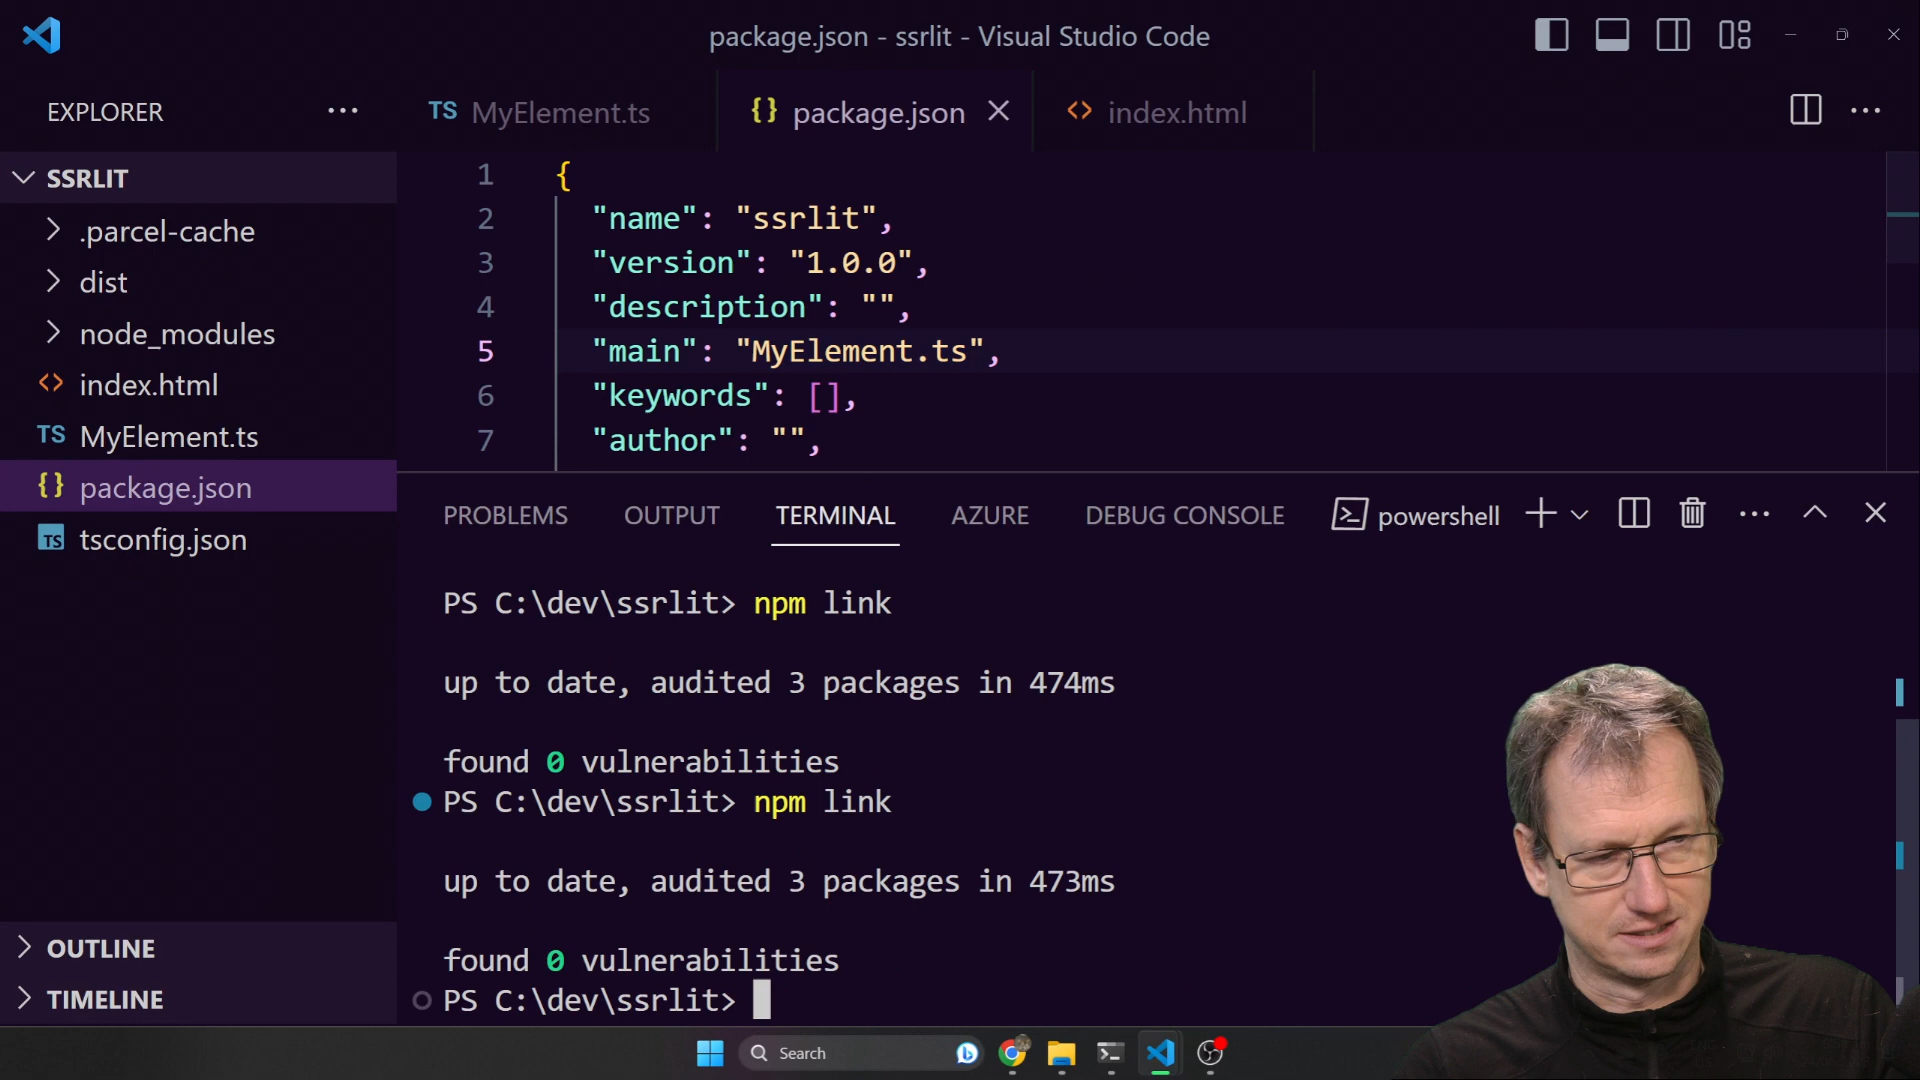 package.json - ssrlit - Visual Studio Code
EXPLORER
TS MyElement.ts
{} package.json
<> index.html
SSRLIT
.parcel-cache
dist
node_modules
<> index.html
TS MyElement.ts
{} package.json
TS tsconfig.json
OUTLINE
TIMELINE
1 {
2 "name": "ssrlit",
3 "version": "1.0.0",
4 "description": "",
5 "main": "MyElement.ts",
6 "keywords": [],
7 "author": "",
PROBLEMS OUTPUT TERMINAL AZURE DEBUG CONSOLE powershell
PS C:\dev\ssrlit> npm link
up to date, audited 3 packages in 474ms
found 0 vulnerabilities
PS C:\dev\ssrlit> npm link
up to date, audited 3 packages in 473ms
found 0 vulnerabilities
PS C:\dev\ssrlit>
Search